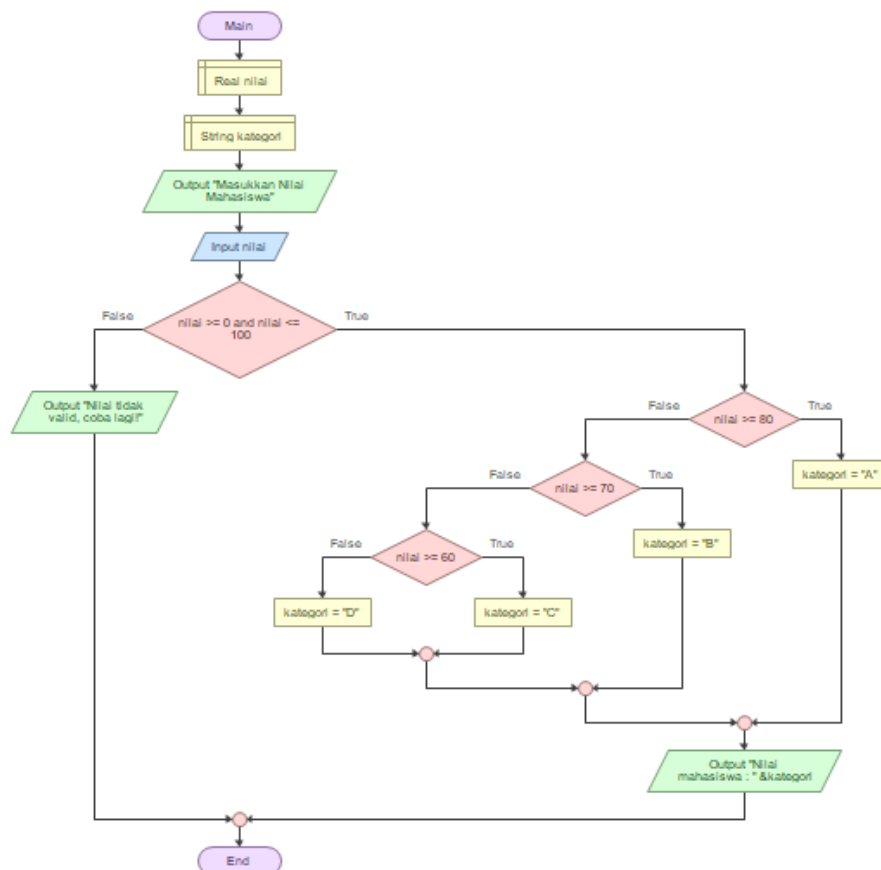 Main
Real nilai
String kategori
Output "Masukkan Nilai
Mahasiswa"
Input nilai
nilai >= 0 and nilai <=
100
False
True
Output "Nilai tidak
valid, coba lagi!"
nilai >= 80
False
True
kategori = "A"
nilai >= 70
False
True
kategori = "B"
nilai >= 60
False
True
kategori = "D"
kategori = "C"
Output "Nilai
mahasiswa : " &kategori
End